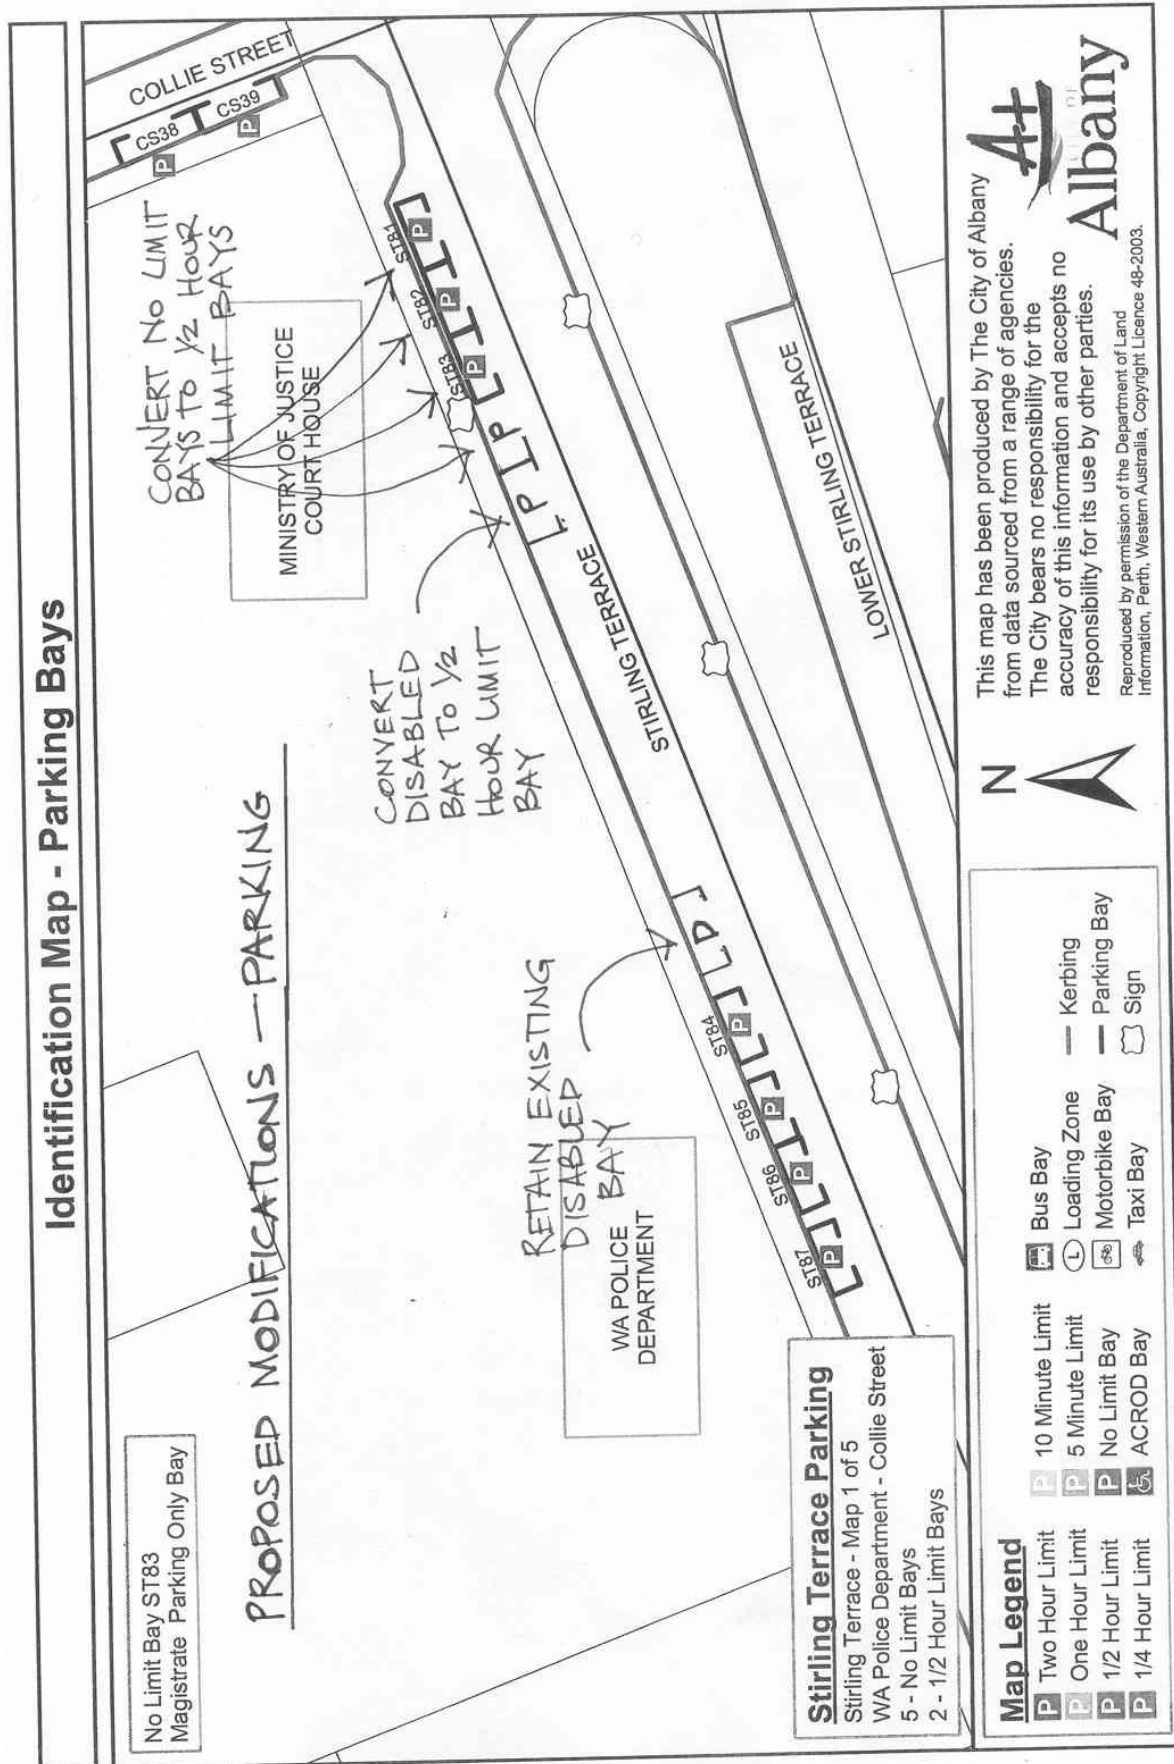 Identification Map - Parking Bays
No Limit Bay ST83
Magistrate Parking Only Bay
PROPOSED MODIFICATIONS — PARKING
CONVERT NO LIMIT
BAYS TO 1/2 HOUR
LIMIT BAYS
COLLIE STREET
CS38
CS39
P
P
MINISTRY OF JUSTICE
COURT HOUSE
CONVERT
DISABLED
BAY TO 1/2
HOUR LIMIT
BAY
RETAIN EXISTING
DISABLED
BAY
WA POLICE
DEPARTMENT
ST81
P
ST82
P
ST83
P
P
P
STIRLING TERRACE
P
ST84
P
ST85
P
ST86
P
ST87
P
LOWER STIRLING TERRACE
Stirling Terrace Parking
Stirling Terrace - Map 1 of 5
WA Police Department - Collie Street
5 - No Limit Bays
2 - 1/2 Hour Limit Bays
Map Legend
P Two Hour Limit
P One Hour Limit
P 1/2 Hour Limit
P 1/4 Hour Limit
P 10 Minute Limit
P 5 Minute Limit
P No Limit Bay
ACROD Bay
Bus Bay
L Loading Zone
Motorbike Bay
Taxi Bay
Kerbing
Parking Bay
Sign
N
This map has been produced by The City of Albany
from data sourced from a range of agencies.
The City bears no responsibility for the
accuracy of this information and accepts no
responsibility for its use by other parties.
Reproduced by permission of the Department of Land
Information, Perth, Western Australia, Copyright Licence 48-2003.
A+
CITY OF
Albany